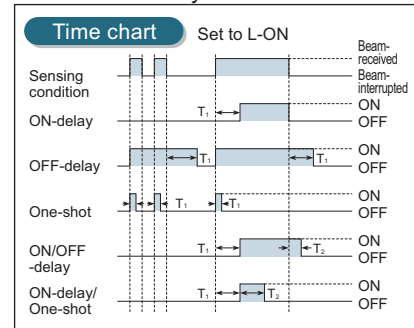 Time chart Set to L-ON
Sensing condition
Beam-received
Beam-interrupted
ON-delay
T1
ON
OFF
OFF-delay
T1 T1
ON
OFF
One-shot
T1 T1
ON
OFF
ON/OFF -delay
T1 T2
ON
OFF
ON-delay/ One-shot
T1 T2
ON
OFF